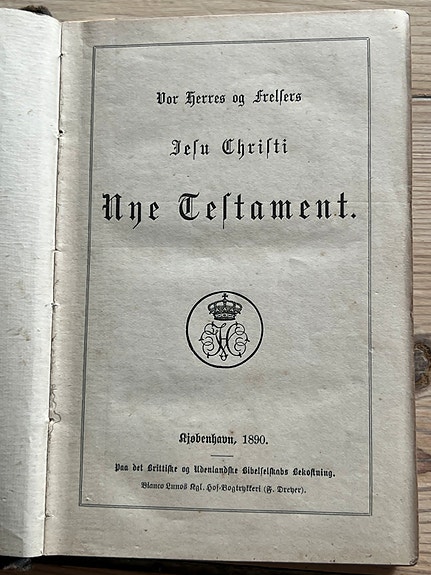 Vor Herres og Frelsers
Jesu Christi
Nye Testament.
Kjøbenhavn, 1890.
Paa det Brittiske og Udenlandske Bibelselskabs Bekostning.
Bianco Lunos Kgl. Hof-Bogtrykkeri (F. Dreyer).